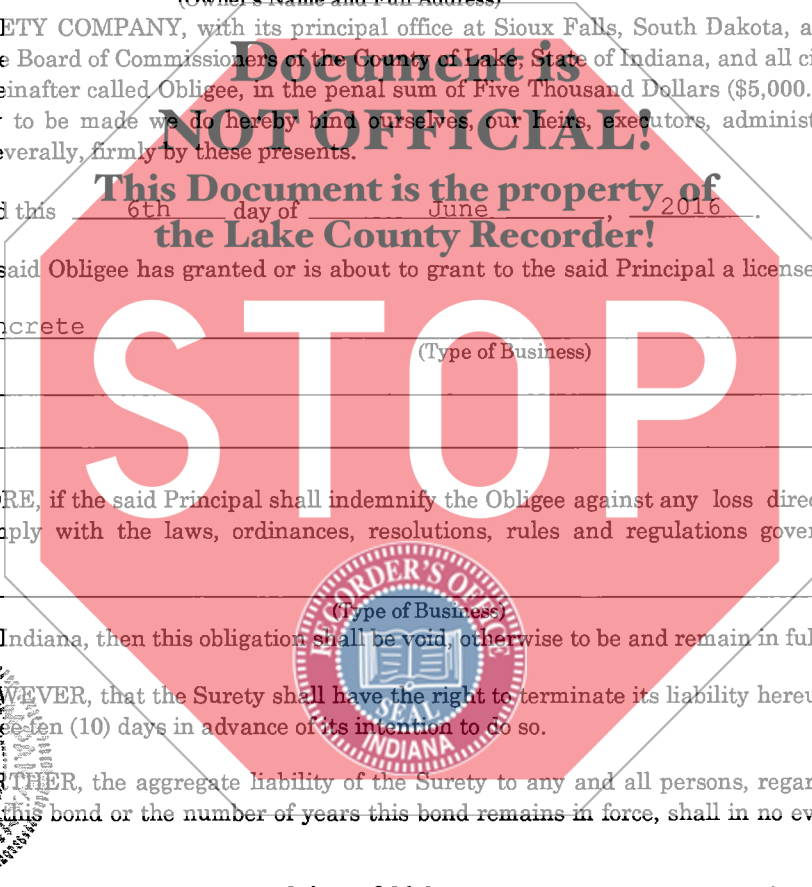 (Owner's Name and Full Address)
ETY COMPANY, with its principal office at Sioux Falls, South Dakota, a
Board of Commissioners of the County of Lake, State of Indiana, and all ci
Document is
einafter called Obligee, in the penal sum of Five Thousand Dollars ($5,000.
to be made we do hereby bind ourselves, our heirs, executors, administ
NOT OFFICIAL!
everally, firmly by these presents.
This Document is the property of
d this 6th day of June, 2016.
the Lake County Recorder!
said Obligee has granted or is about to grant to the said Principal a license
ncrete
(Type of Business)
STOP
RE, if the said Principal shall indemnify the Obligee against any loss direc
mply with the laws, ordinances, resolutions, rules and regulations gover
RECORDER'S OFFICE
(Type of Business)
Indiana, then this obligation shall be void, otherwise to be and remain in ful
WEVER, that the Surety shall have the right to terminate its liability hereu
SEAL
ten (10) days in advance of its intention to do so.
INDIANA
RTHER, the aggregate liability of the Surety to any and all persons, regar
this bond or the number of years this bond remains in force, shall in no ev